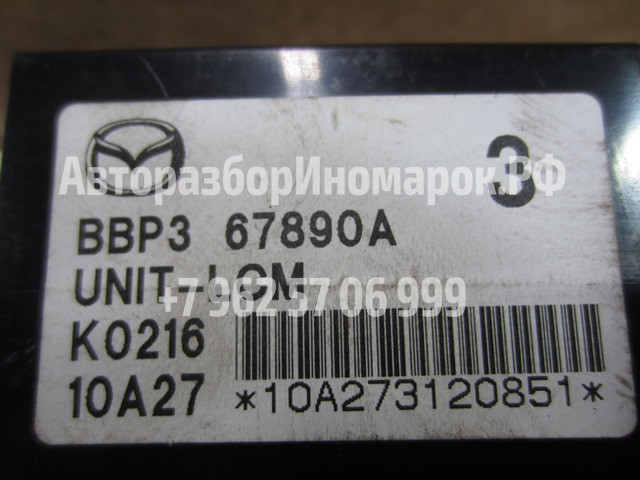 3
АвторазборИномарок.РФ
BBP3 67890A
UNIT-LCM
+7 962 57 06 999
K0216
10A27 *10A273120851*